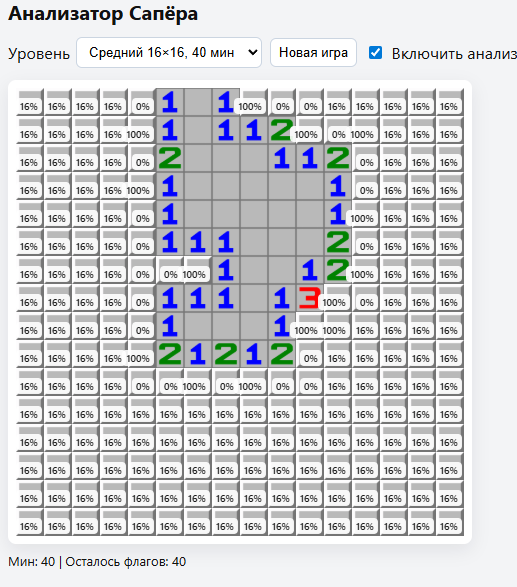 Анализатор Сапёра
Уровень Средний 16×16, 40 мин Новая игра Включить анализ
16% 16% 16% 16% 0% 1 1 100% 0% 0% 16% 16% 16% 16% 16%
16% 16% 16% 16% 100% 1 1 1 2 100% 0% 100% 16% 16% 16%
16% 16% 16% 16% 0% 2 1 1 2 0% 16% 16% 16%
16% 16% 16% 16% 100% 1 1 0% 16% 16% 16%
16% 16% 16% 16% 0% 1 1 100% 16% 16% 16%
16% 16% 16% 16% 0% 1 1 1 2 0% 16% 16% 16%
16% 16% 16% 16% 0% 0% 100% 1 1 2 100% 16% 16% 16%
16% 16% 16% 16% 0% 1 1 1 1 3 100% 0% 16% 16% 16%
16% 16% 16% 16% 0% 1 1 100% 100% 16% 16% 16% 16%
16% 16% 16% 16% 100% 2 1 2 1 2 0% 16% 16% 16% 16% 16%
16% 16% 16% 16% 0% 0% 100% 0% 100% 0% 0% 16% 16% 16% 16% 16%
16% 16% 16% 16% 16% 16% 16% 16% 16% 16% 16% 16% 16% 16% 16% 16%
16% 16% 16% 16% 16% 16% 16% 16% 16% 16% 16% 16% 16% 16% 16% 16%
16% 16% 16% 16% 16% 16% 16% 16% 16% 16% 16% 16% 16% 16% 16% 16%
16% 16% 16% 16% 16% 16% 16% 16% 16% 16% 16% 16% 16% 16% 16% 16%
16% 16% 16% 16% 16% 16% 16% 16% 16% 16% 16% 16% 16% 16% 16% 16%
Мин: 40 | Осталось флагов: 40